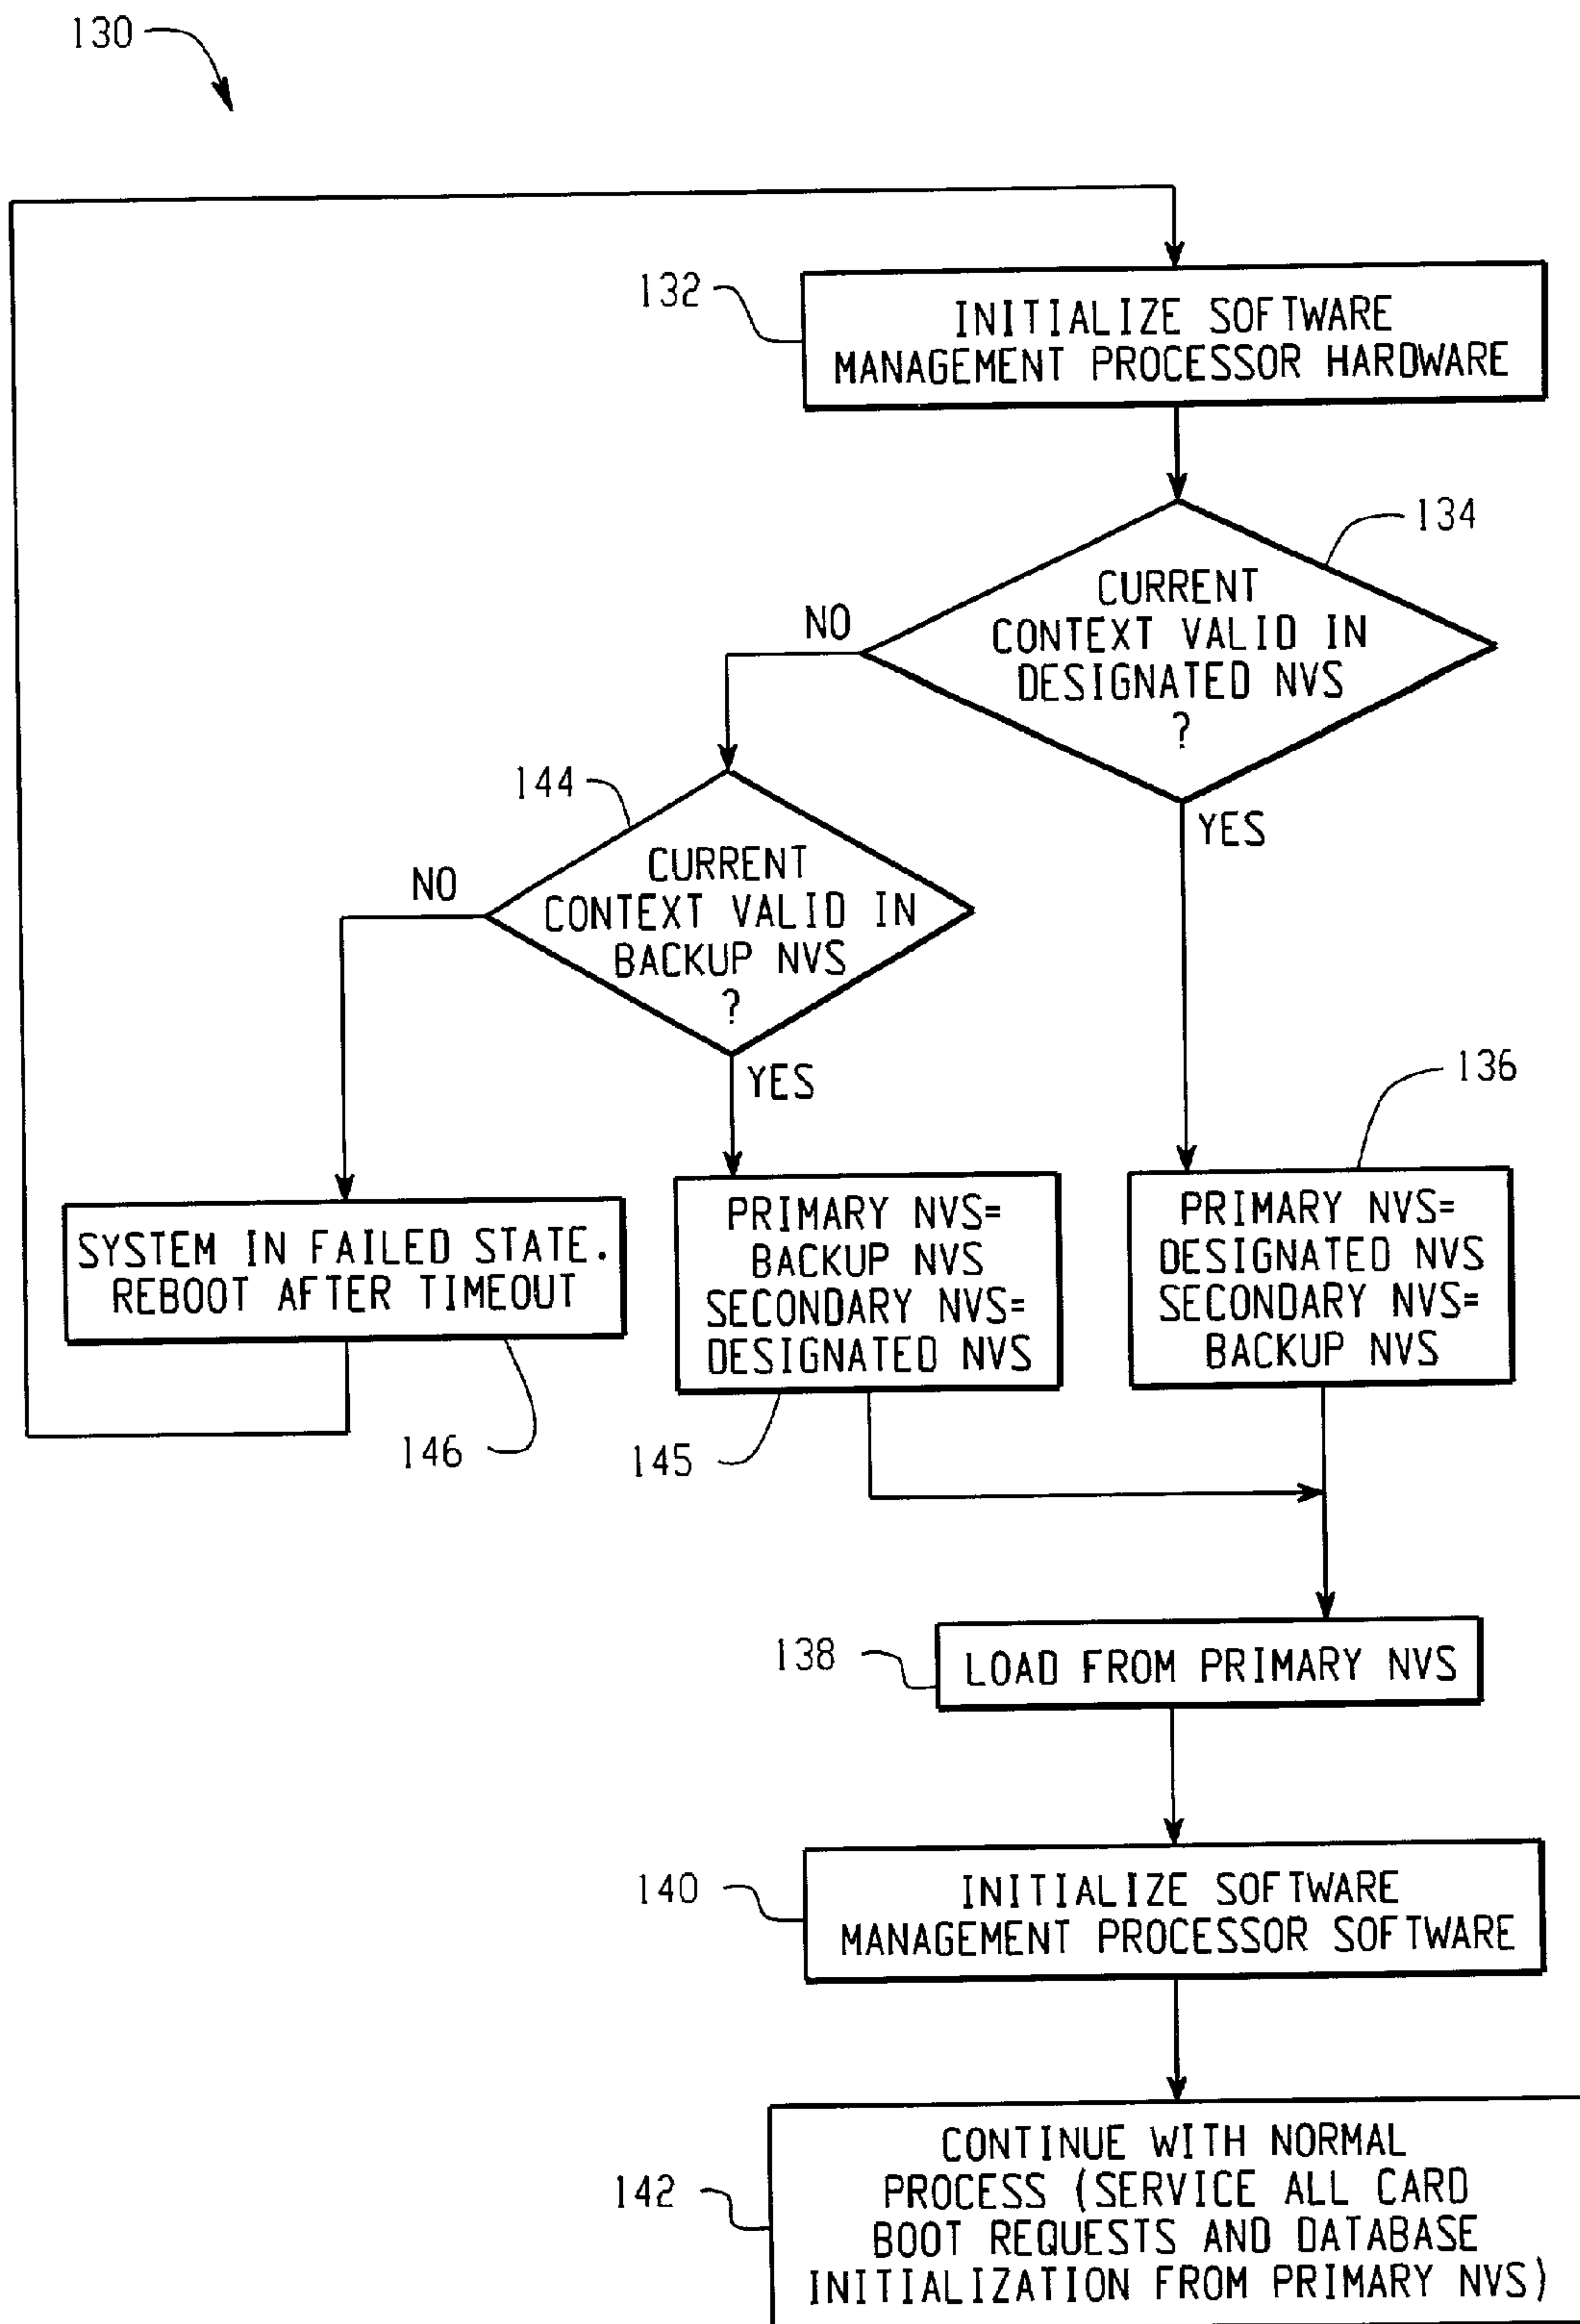 130
132
INITIALIZE SOFTWARE
MANAGEMENT PROCESSOR HARDWARE
134
CURRENT
CONTEXT VALID IN
DESIGNATED NVS
?
NO
YES
144
CURRENT
CONTEXT VALID IN
BACKUP NVS
?
NO
YES
136
SYSTEM IN FAILED STATE.
REBOOT AFTER TIMEOUT
146
PRIMARY NVS=
BACKUP NVS
SECONDARY NVS=
DESIGNATED NVS
145
PRIMARY NVS=
DESIGNATED NVS
SECONDARY NVS=
BACKUP NVS
138
LOAD FROM PRIMARY NVS
140
INITIALIZE SOFTWARE
MANAGEMENT PROCESSOR SOFTWARE
142
CONTINUE WITH NORMAL
PROCESS (SERVICE ALL CARD
BOOT REQUESTS AND DATABASE
INITIALIZATION FROM PRIMARY NVS)